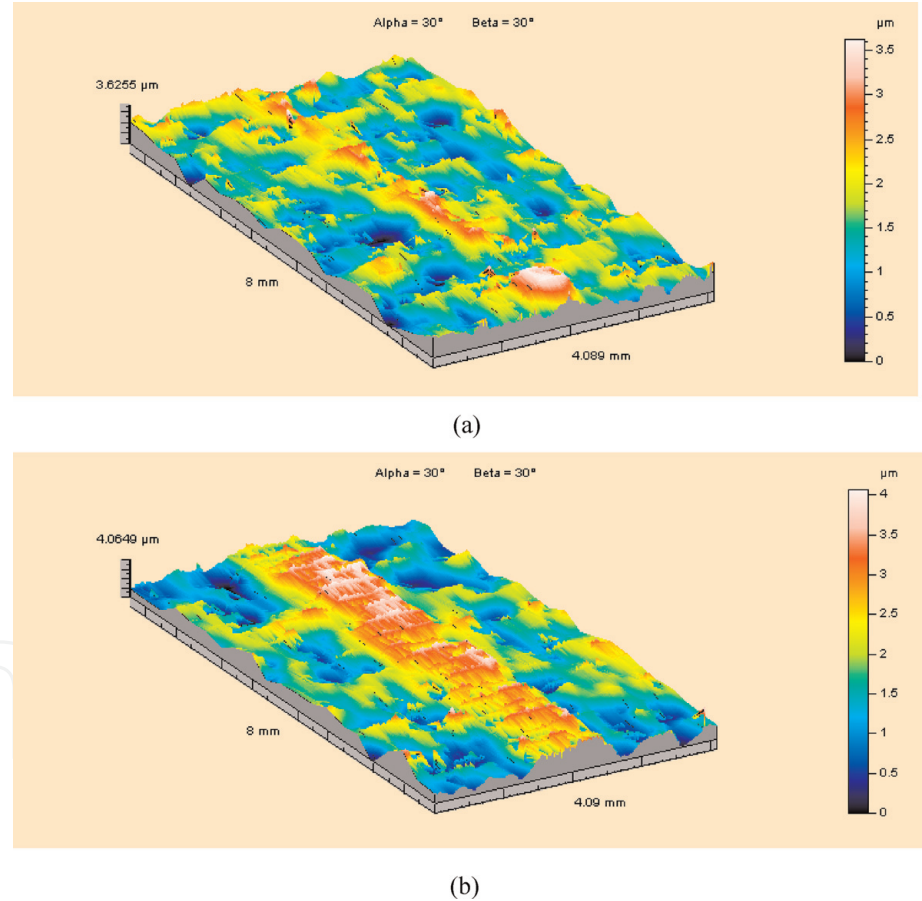 Alpha = 30° Beta = 30°
µm
3.6255 µm
3.5
3
2.5
2
1.5
1
0.5
0
8 mm
4.089 mm
(a)
Alpha = 30° Beta = 30°
µm
4.0649 µm
4
3.5
3
2.5
2
1.5
1
0.5
0
8 mm
4.09 mm
(b)